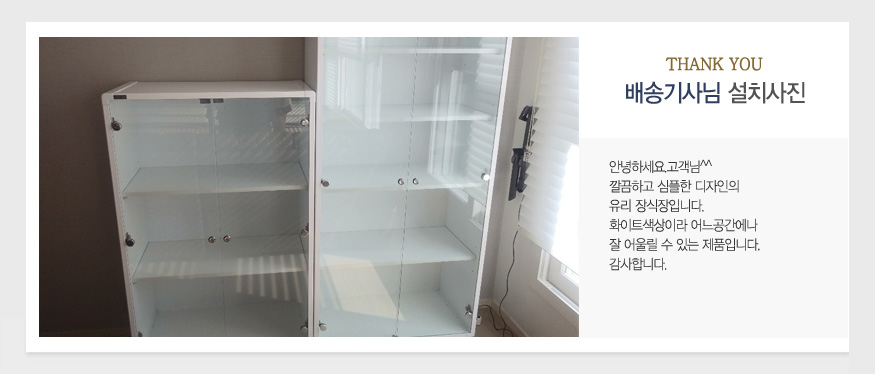 THANK YOU
배송기사님 설치사진
안녕하세요.고객님^^
깔끔하고 심플한 디자인의
유리 장식장입니다.
화이트색상이라 어느공간에나
잘 어울릴 수 있는 제품입니다.
감사합니다.